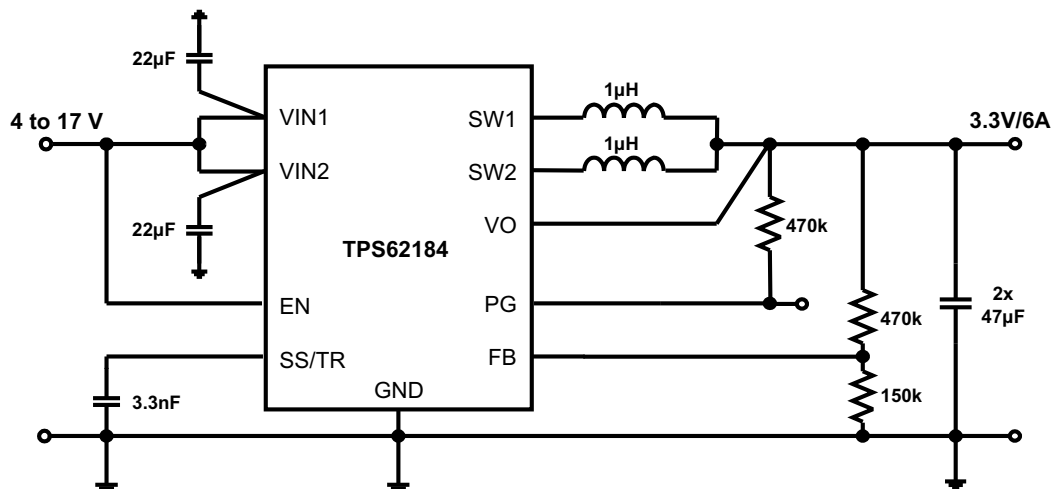 22µF
1µH
4 to 17 V
VIN1
SW1
3.3V/6A
1µH
VIN2
SW2
22µF
VO
470k
TPS62184
EN
PG
470k
2x
47µF
SS/TR
FB
3.3nF
GND
150k